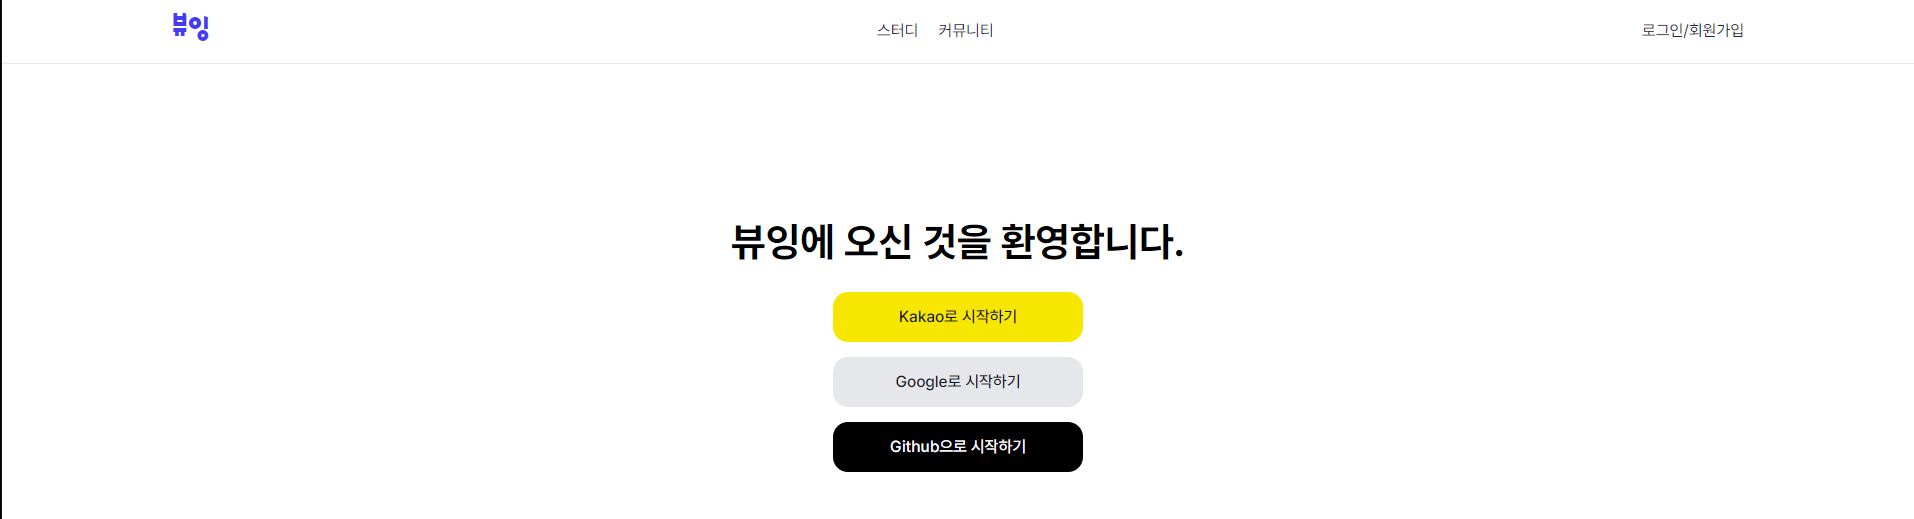 뷰잉 스터디 커뮤니티 로그인/회원가입
뷰잉에 오신 것을 환영합니다.
Kakao로 시작하기
Google로 시작하기
Github으로 시작하기